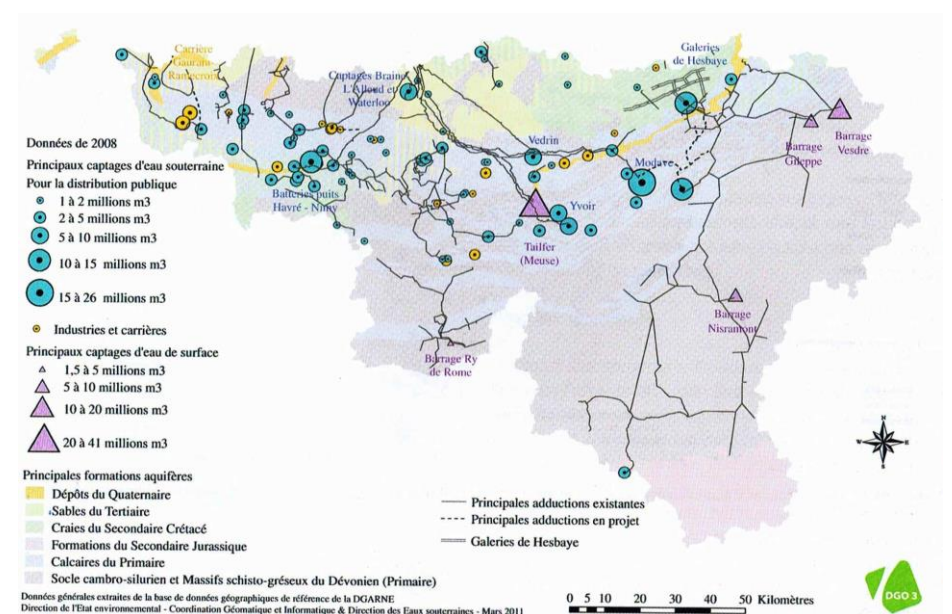 Carrière
Gaurain-
Ramecroix
Captages Braine
L'Alleud et
Waterloo
Galeries
de Hesbaye
Vedrin
Modave
Barrage
Gileppe
Barrage
Vesdre
Batteries puits
Havré - Nimy
Yvoir
Tailfer
(Meuse)
Barrage
Nisramont
Barrage Ry
de Rome
Données de 2008
Principaux captages d'eau souterraine
Pour la distribution publique
1 à 2 millions m3
2 à 5 millions m3
5 à 10 millions m3
10 à 15 millions m3
15 à 26 millions m3
Industries et carrières
Principaux captages d'eau de surface
1,5 à 5 millions m3
5 à 10 millions m3
10 à 20 millions m3
20 à 41 millions m3
Principales formations aquifères
Dépôts du Quaternaire
Sables du Tertiaire
Craies du Secondaire Crétacé
Formations du Secondaire Jurassique
Calcaires du Primaire
Socle cambro-silurien et Massifs schisto-gréseux du Dévonien (Primaire)
Principales adductions existantes
Principales adductions en projet
Galeries de Hesbaye
Données générales extraites de la base de données géographiques de référence de la DGARNE
Direction de l'Etat environnemental - Coordination Géomatique et Informatique & Direction des Eaux souterraines - Mars 2011
0 5 10 20 30 40 50 Kilomètres
DGO 3